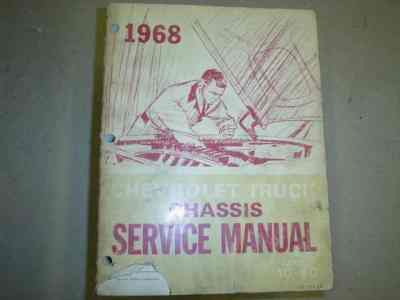 1968
CHEVROLET TRUCK
CHASSIS
SERVICE MANUAL